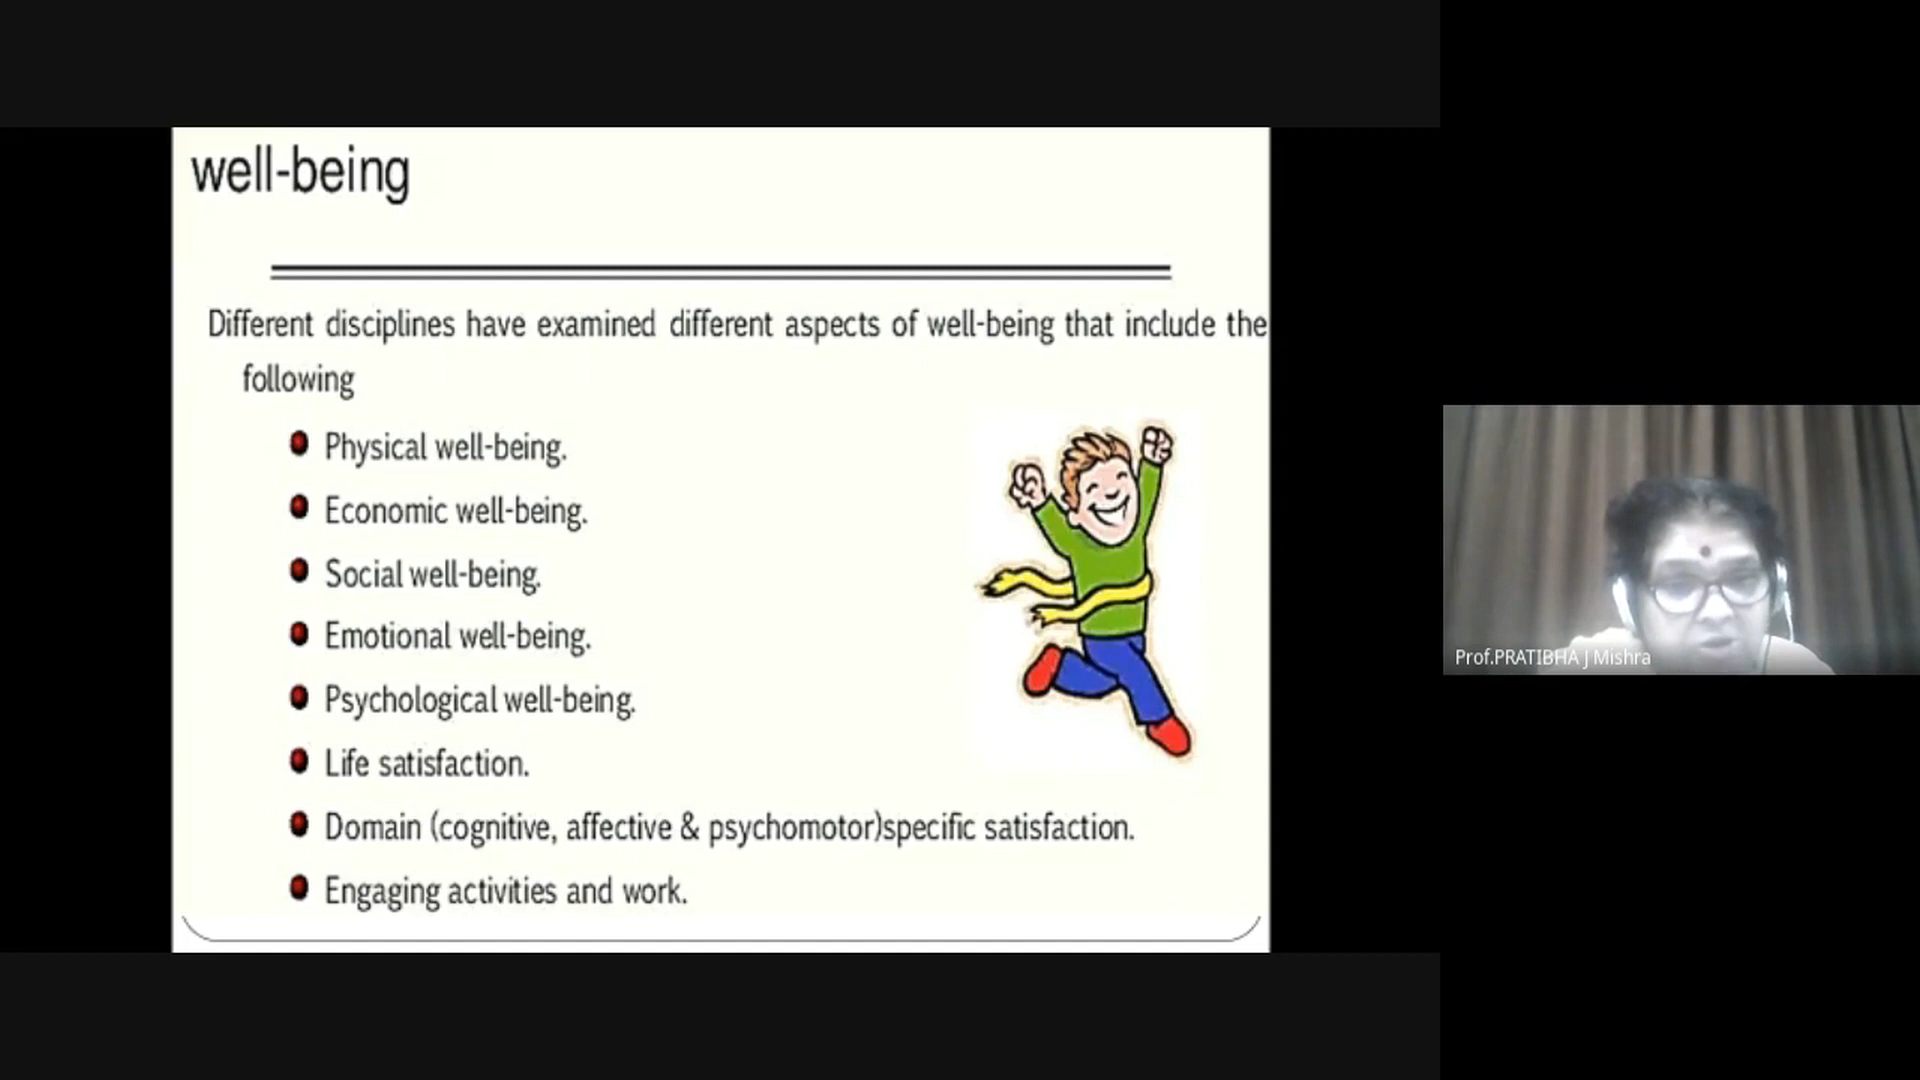 well-being
Different disciplines have examined different aspects of well-being that include the
following
Physical well-being.
Economic well-being.
Social well-being.
Emotional well-being.
Psychological well-being.
Life satisfaction.
Domain (cognitive, affective & psychomotor)specific satisfaction.
Engaging activities and work.
Prof.PRATIBHA J Mishra